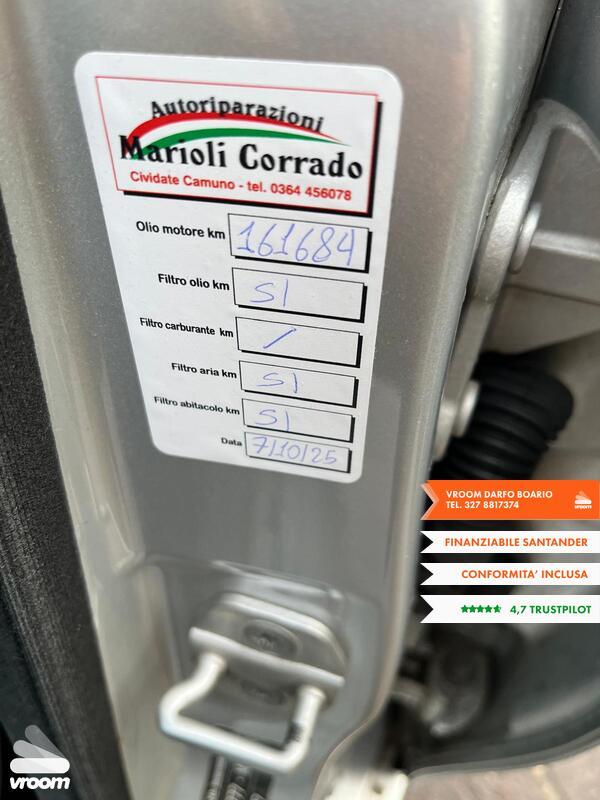 Autoriparazioni
Marioli Corrado
Cividate Camuno - tel. 0364 456078
Olio motore km 161684
Filtro olio km SI
Filtro carburante km /
Filtro aria km SI
Filtro abitacolo km SI
Data 7/10/25
VROOM DARFO BOARIO
TEL. 327 8817374
vroom
FINANZIABILE SANTANDER
CONFORMITA' INCLUSA
4,7 TRUSTPILOT
vroom